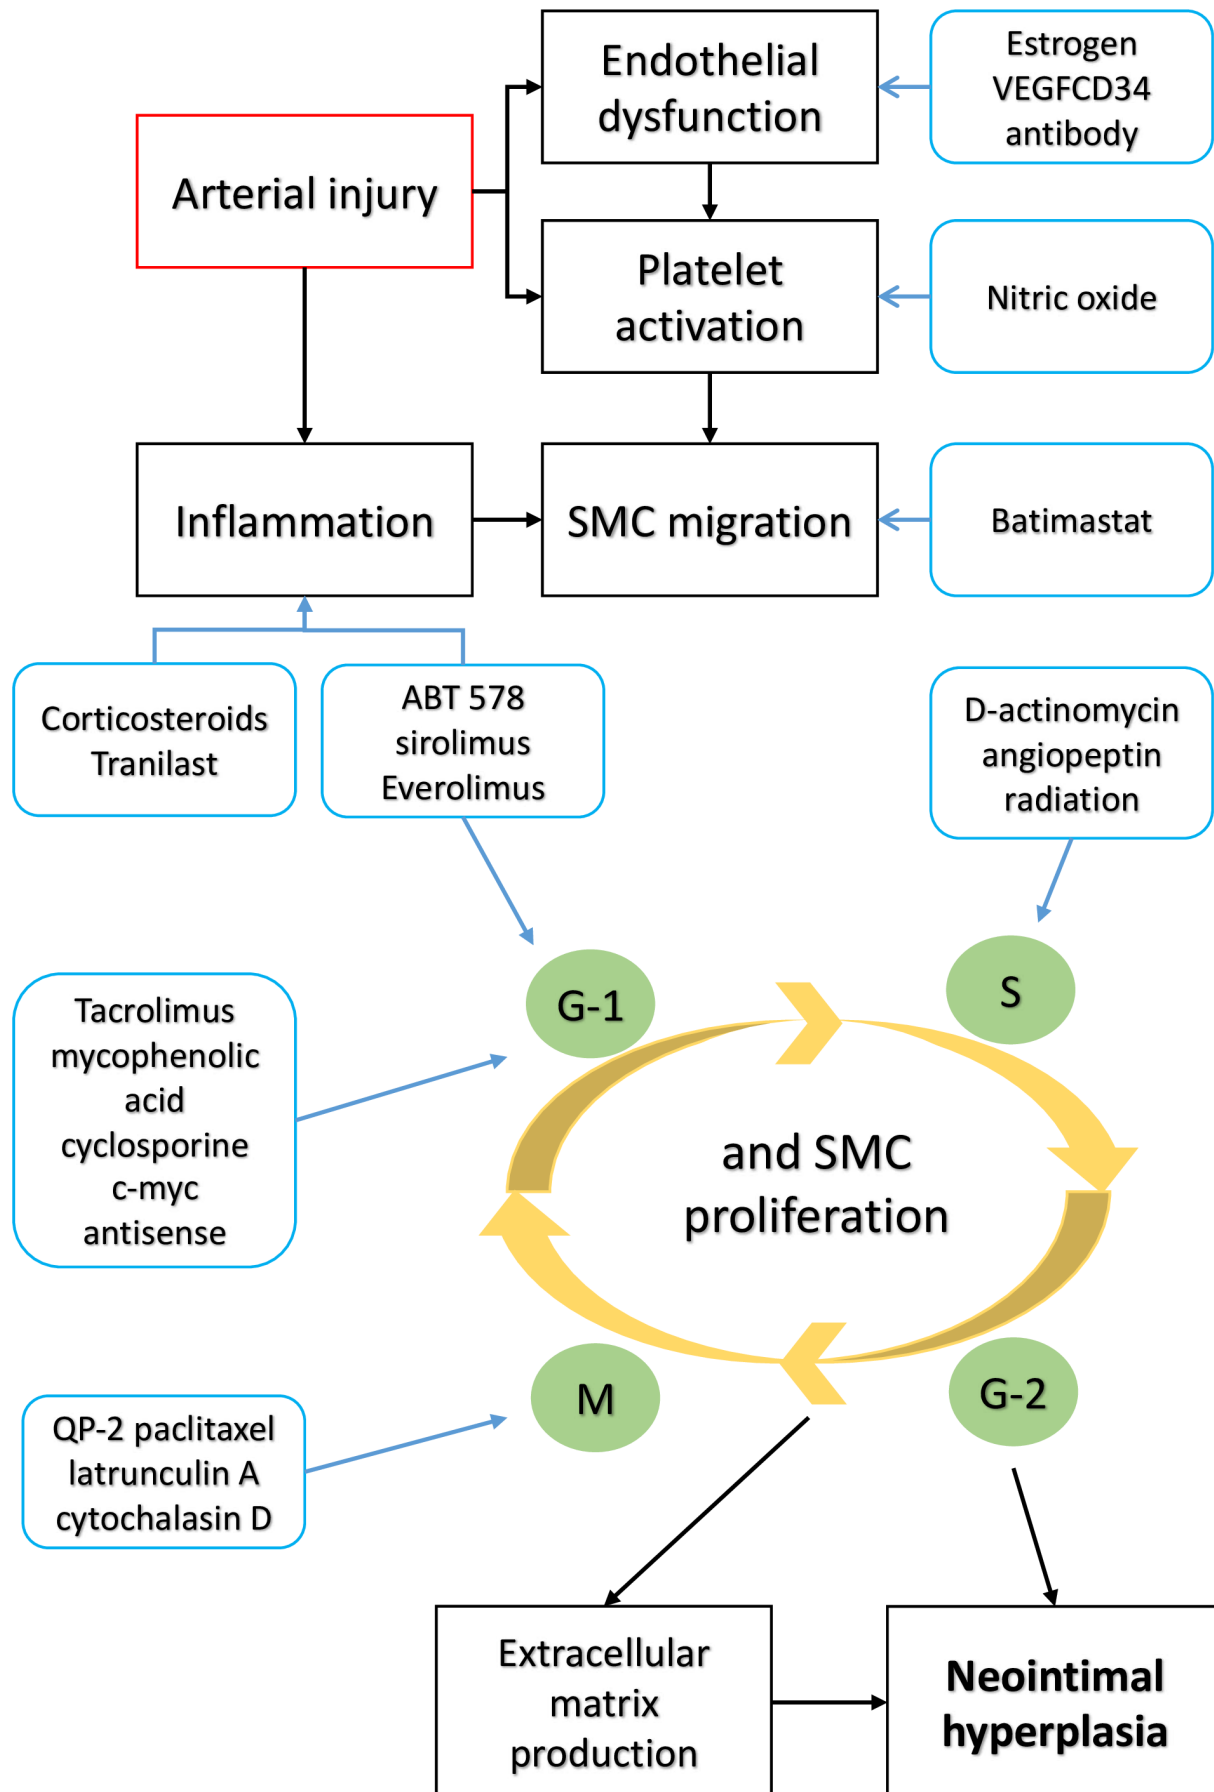 Endothelial
dysfunction
Estrogen
VEGFCD34
antibody
Arterial injury
Platelet
activation
Nitric oxide
Inflammation
SMC migration
Batimastat
Corticosteroids
Tranilast
ABT 578
sirolimus
Everolimus
D-actinomycin
angiopeptin
radiation
G-1
S
Tacrolimus
mycophenolic
acid
cyclosporine
c-myc
antisense
and SMC
proliferation
M
G-2
QP-2 paclitaxel
latrunculin A
cytochalasin D
Extracellular
matrix
production
Neointimal
hyperplasia